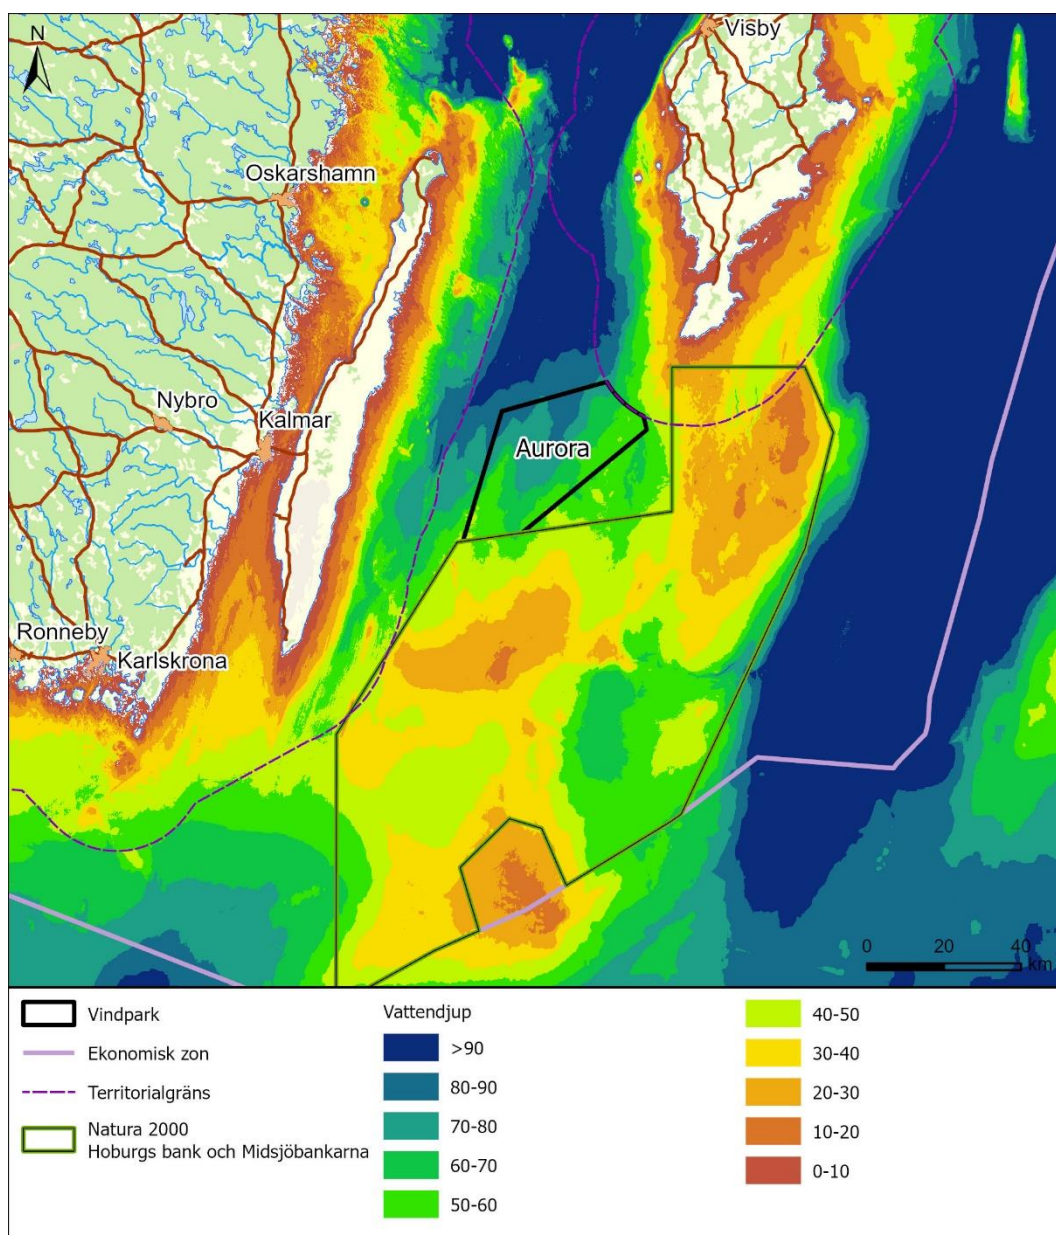 N
Visby
Oskarshamn
Nybro
Kalmar
Aurora
Ronneby
Karlskrona
0 20 40
km
Vindpark
Ekonomisk zon
Territorialgräns
Natura 2000
Hoburgs bank och Midsjöbankarna
Vattendjup
>90
80-90
70-80
60-70
50-60
40-50
30-40
20-30
10-20
0-10